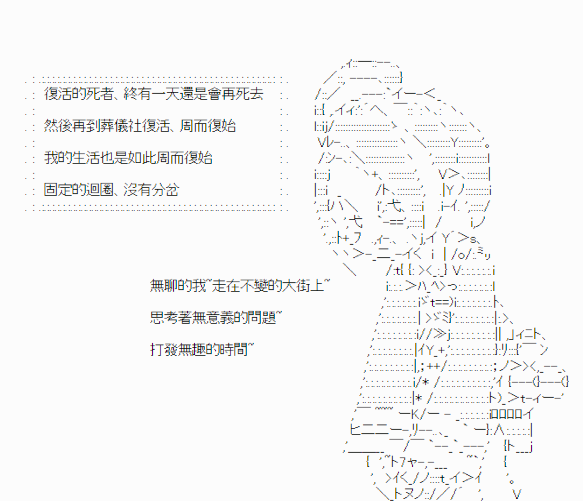 復活的死者、終有一天還是會再死去
然後再到葬儀社復活、周而復始
我的生活也是如此周而復始
固定的迴圈、沒有分岔
無聊的我~走在不變的大街上~
思考著無意義的問題~
打發無趣的時間~